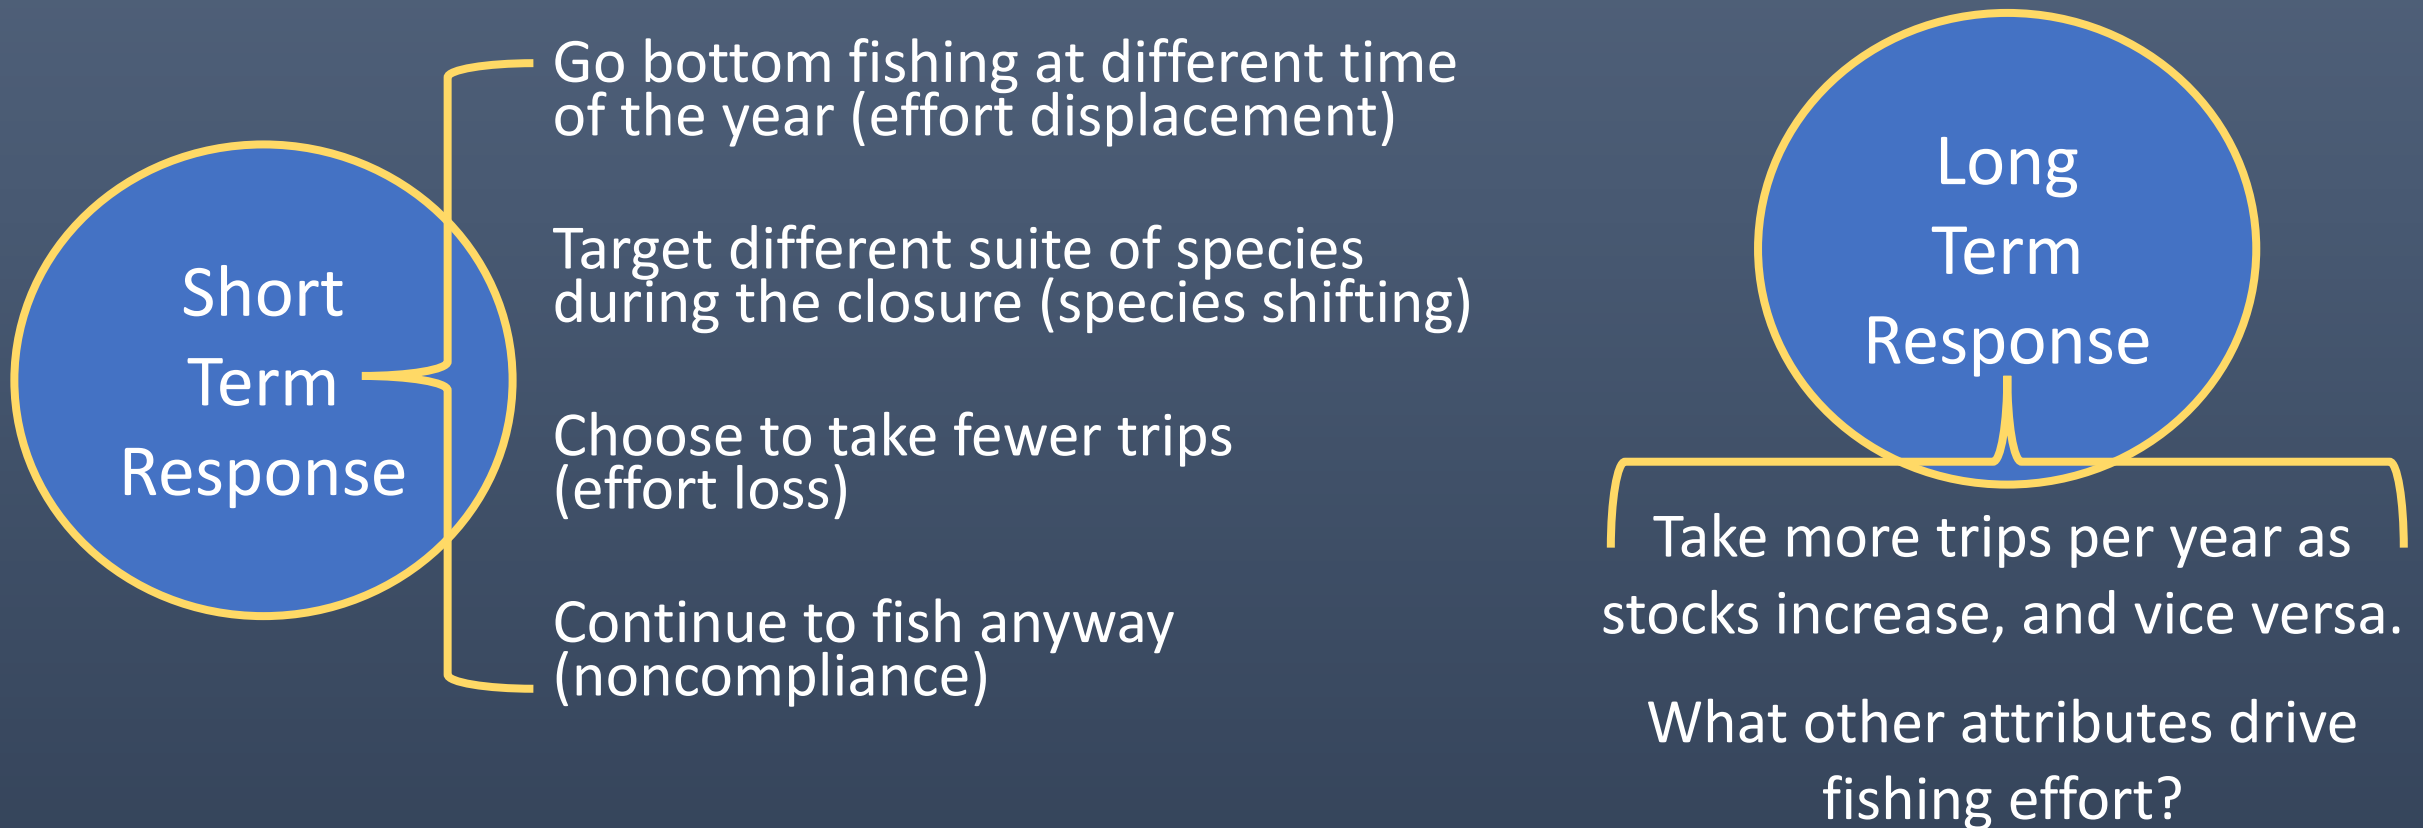 Short
Term
Response
Go bottom fishing at different time
of the year (effort displacement)
Target different suite of species
during the closure (species shifting)
Choose to take fewer trips
(effort loss)
Continue to fish anyway
(noncompliance)
Long
Term
Response
Take more trips per year as
stocks increase, and vice versa.
What other attributes drive
fishing effort?